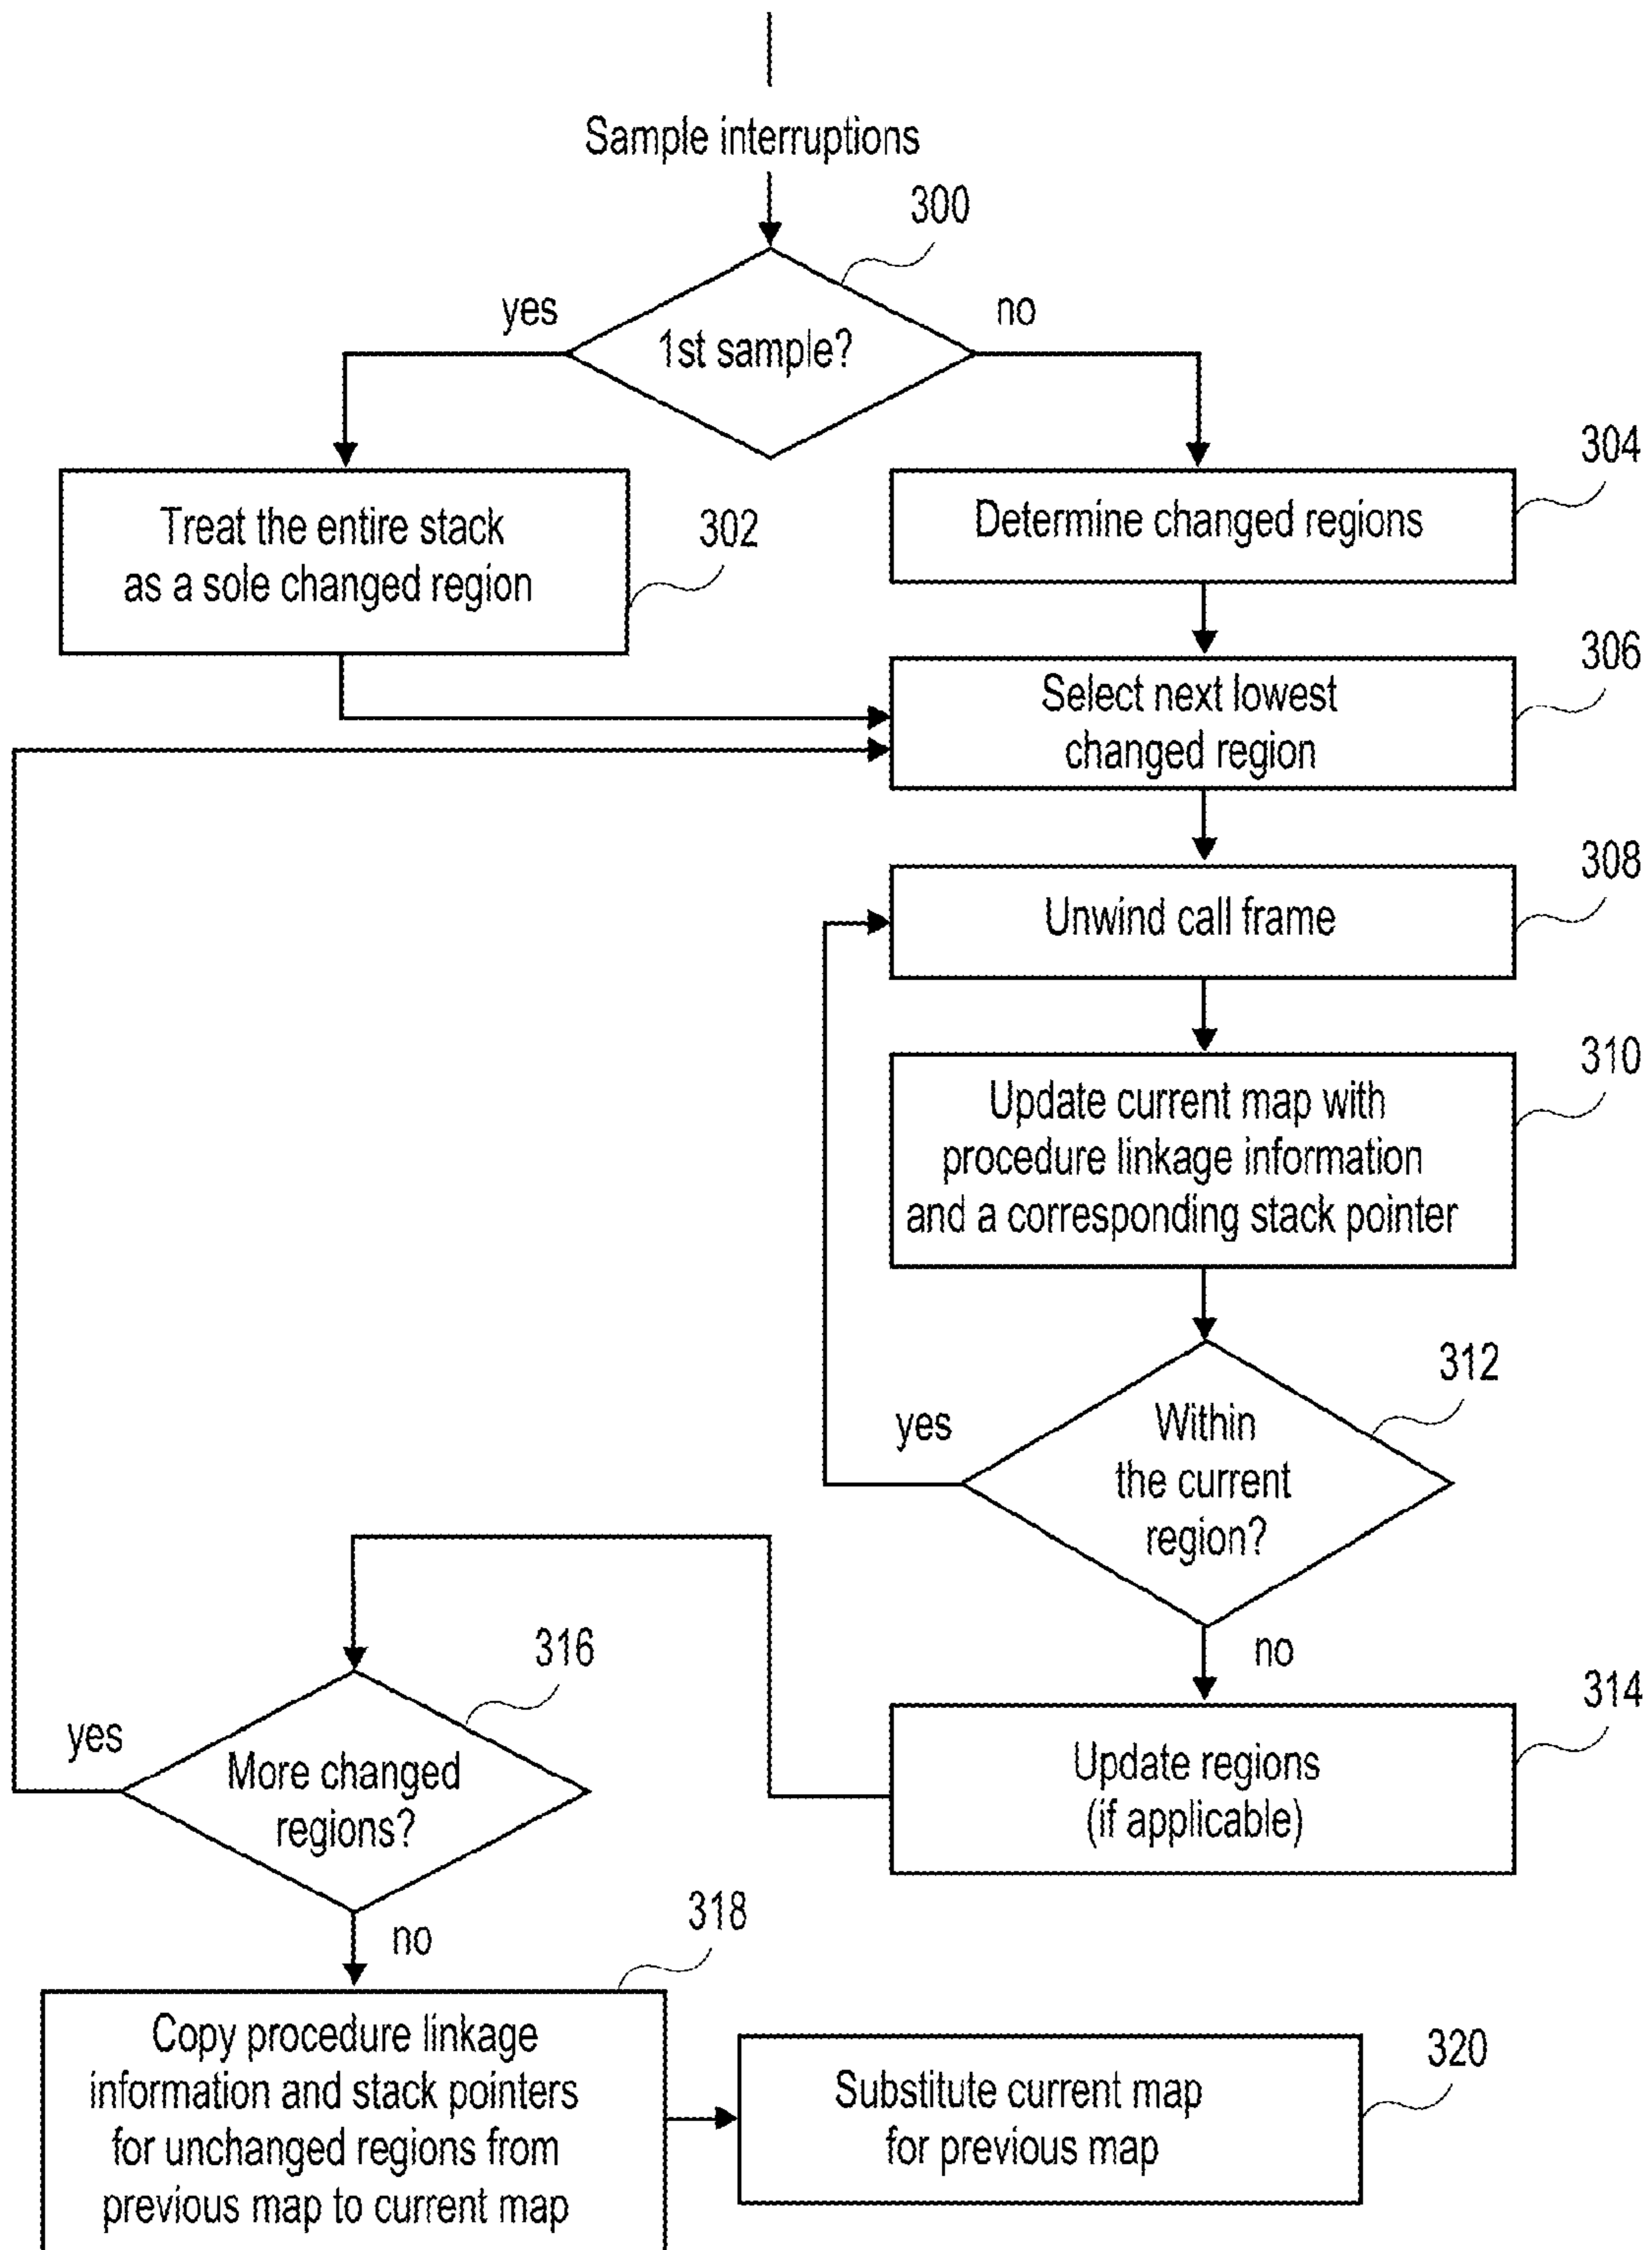 Sample interruptions
300
yes
no
1st sample?
304
Treat the entire stack
as a sole changed region
302
Determine changed regions
306
Select next lowest
changed region
308
Unwind call frame
310
Update current map with
procedure linkage information
and a corresponding stack pointer
312
yes
Within
the current
region?
316
no
314
yes
More changed
regions?
Update regions
(if applicable)
318
no
Copy procedure linkage
information and stack pointers
for unchanged regions from
previous map to current map
320
Substitute current map
for previous map